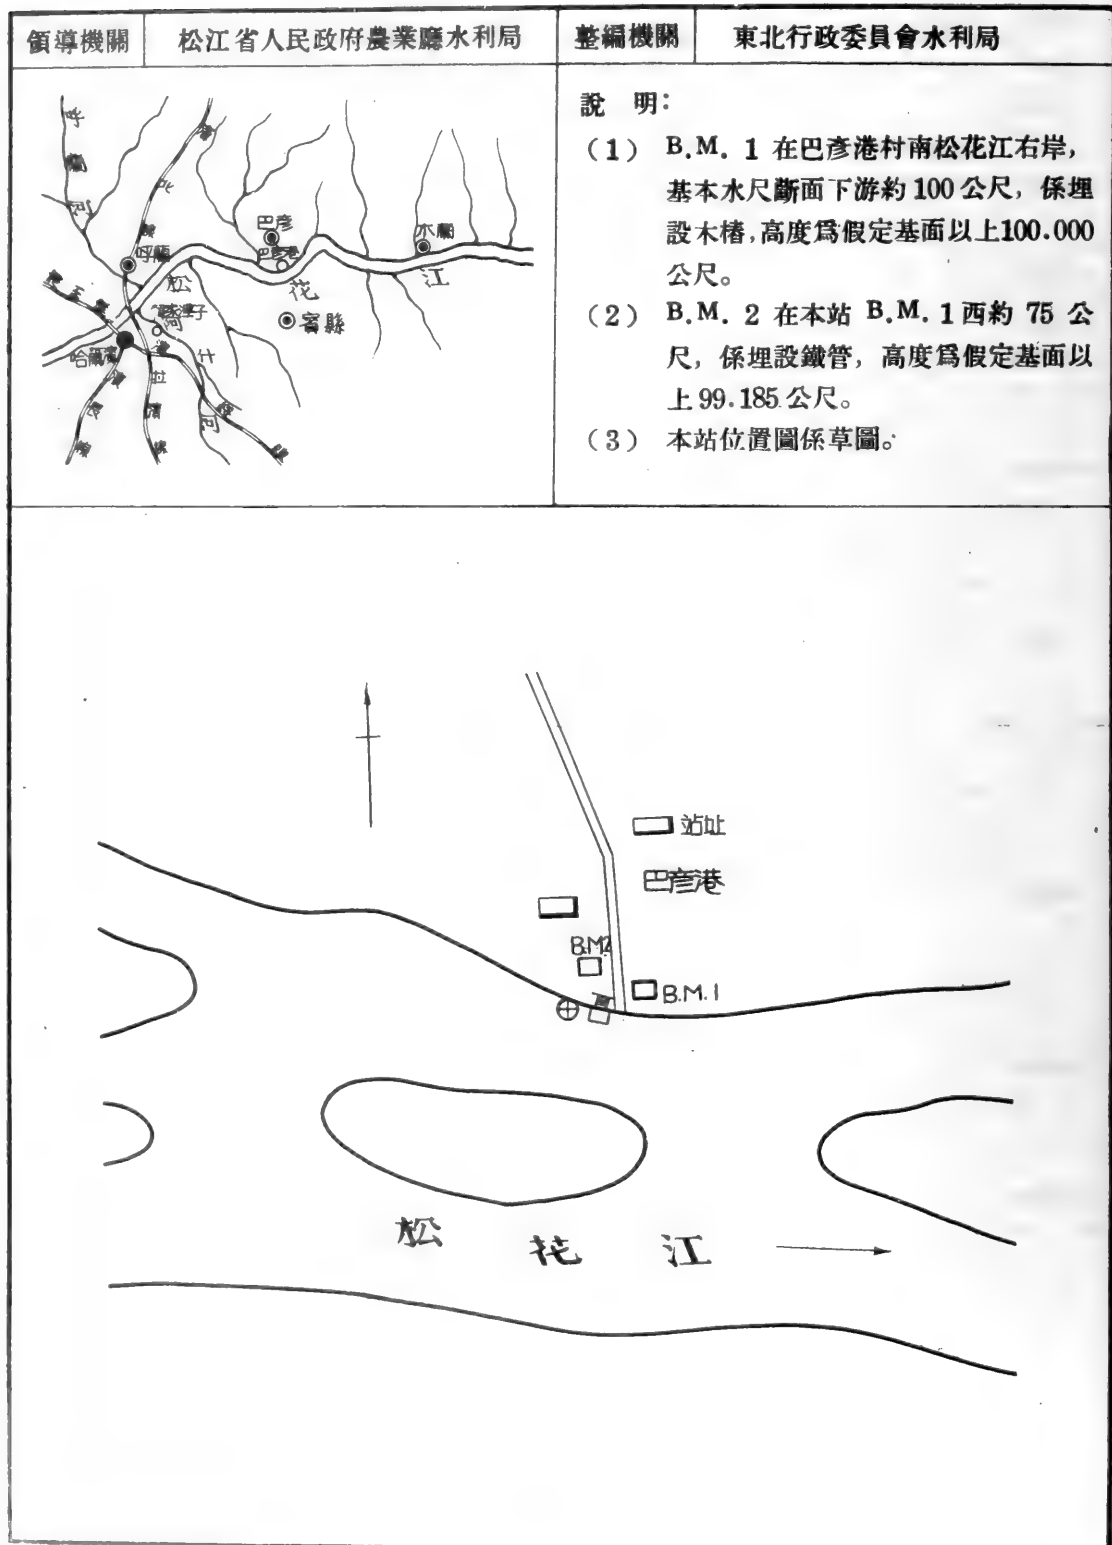 領導機關 松江省人民政府農業廳水利局 整編機關 東北行政委員會水利局
說 明：
（1） B.M. 1 在巴彥港村南松花江右岸，
基本水尺斷面下游約 100 公尺，係埋
設木樁，高度爲假定基面以上100.000
公尺。
（2） B.M. 2 在本站 B.M. 1 西約 75 公
尺，係埋設鐵管，高度爲假定基面以
上 99.185 公尺。
（3） 本站位置圖係草圖。
呼蘭河
巴彥
巴彥港
木蘭
呼蘭
松 花 江
賓縣
哈爾濱
站址
巴彥港
B.M.2
B.M.1
松 花 江